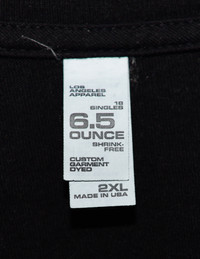 LOS
ANGELES
APPAREL
18
SINGLES
6.5
OUNCE
SHRINK-
FREE
CUSTOM
GARMENT
DYED
2XL
MADE IN USA